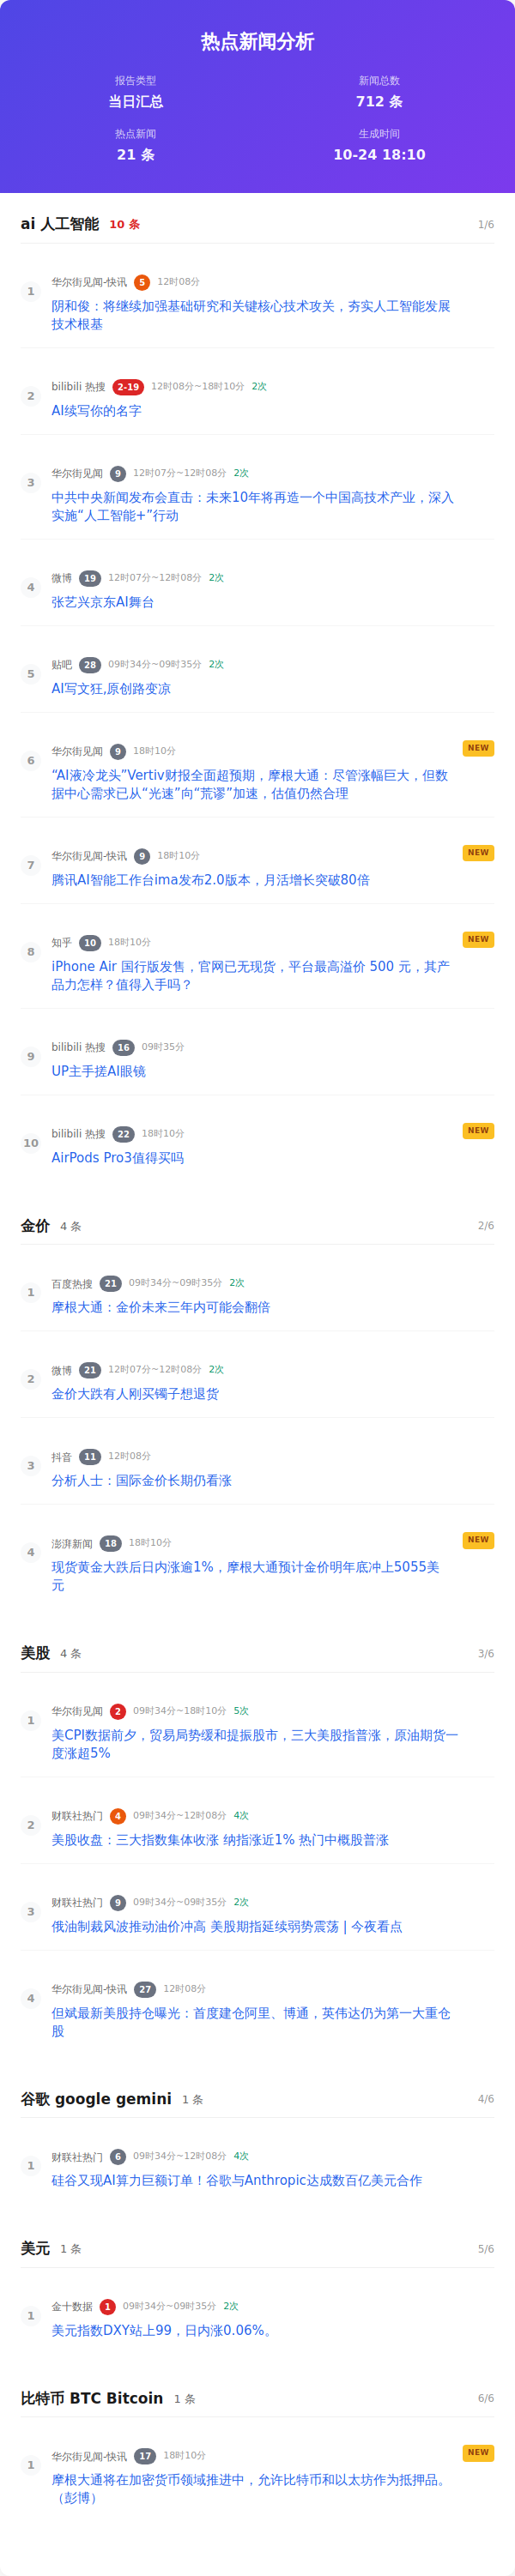 热点新闻分析
报告类型
新闻总数
当日汇总
712 条
热点新闻
生成时间
21 条
10-24 18:10
ai 人工智能 10 条 1/6
1
华尔街见闻-快讯 5 12时08分
阴和俊：将继续加强基础研究和关键核心技术攻关，夯实人工智能发展
技术根基
2
bilibili 热搜 2-19 12时08分~18时10分 2次
AI续写你的名字
3
华尔街见闻 9 12时07分~12时08分 2次
中共中央新闻发布会直击：未来10年将再造一个中国高技术产业，深入
实施“人工智能+”行动
4
微博 19 12时07分~12时08分 2次
张艺兴京东AI舞台
5
贴吧 28 09时34分~09时35分 2次
AI写文狂,原创路变凉
6
华尔街见闻 9 18时10分 NEW
“AI液冷龙头”Vertiv财报全面超预期，摩根大通：尽管涨幅巨大，但数
据中心需求已从“光速”向“荒谬”加速，估值仍然合理
7
华尔街见闻-快讯 9 18时10分 NEW
腾讯AI智能工作台ima发布2.0版本，月活增长突破80倍
8
知乎 10 18时10分 NEW
iPhone Air 国行版发售，官网已无现货，平台最高溢价 500 元，其产
品力怎样？值得入手吗？
9
bilibili 热搜 16 09时35分
UP主手搓AI眼镜
10
bilibili 热搜 22 18时10分 NEW
AirPods Pro3值得买吗
金价 4 条 2/6
1
百度热搜 21 09时34分~09时35分 2次
摩根大通：金价未来三年内可能会翻倍
2
微博 21 12时07分~12时08分 2次
金价大跌有人刚买镯子想退货
3
抖音 11 12时08分
分析人士：国际金价长期仍看涨
4
澎湃新闻 18 18时10分 NEW
现货黄金大跌后日内涨逾1%，摩根大通预计金价明年底冲上5055美
元
美股 4 条 3/6
1
华尔街见闻 2 09时34分~18时10分 5次
美CPI数据前夕，贸易局势缓和提振股市，三大美股指普涨，原油期货一
度涨超5%
2
财联社热门 4 09时34分~12时08分 4次
美股收盘：三大指数集体收涨 纳指涨近1% 热门中概股普涨
3
财联社热门 9 09时34分~09时35分 2次
俄油制裁风波推动油价冲高 美股期指延续弱势震荡 | 今夜看点
4
华尔街见闻-快讯 27 12时08分
但斌最新美股持仓曝光：首度建仓阿里、博通，英伟达仍为第一大重仓
股
谷歌 google gemini 1 条 4/6
1
财联社热门 6 09时34分~12时08分 4次
硅谷又现AI算力巨额订单！谷歌与Anthropic达成数百亿美元合作
美元 1 条 5/6
1
金十数据 1 09时34分~09时35分 2次
美元指数DXY站上99，日内涨0.06%。
比特币 BTC Bitcoin 1 条 6/6
1
华尔街见闻-快讯 17 18时10分 NEW
摩根大通将在加密货币领域推进中，允许比特币和以太坊作为抵押品。
（彭博）